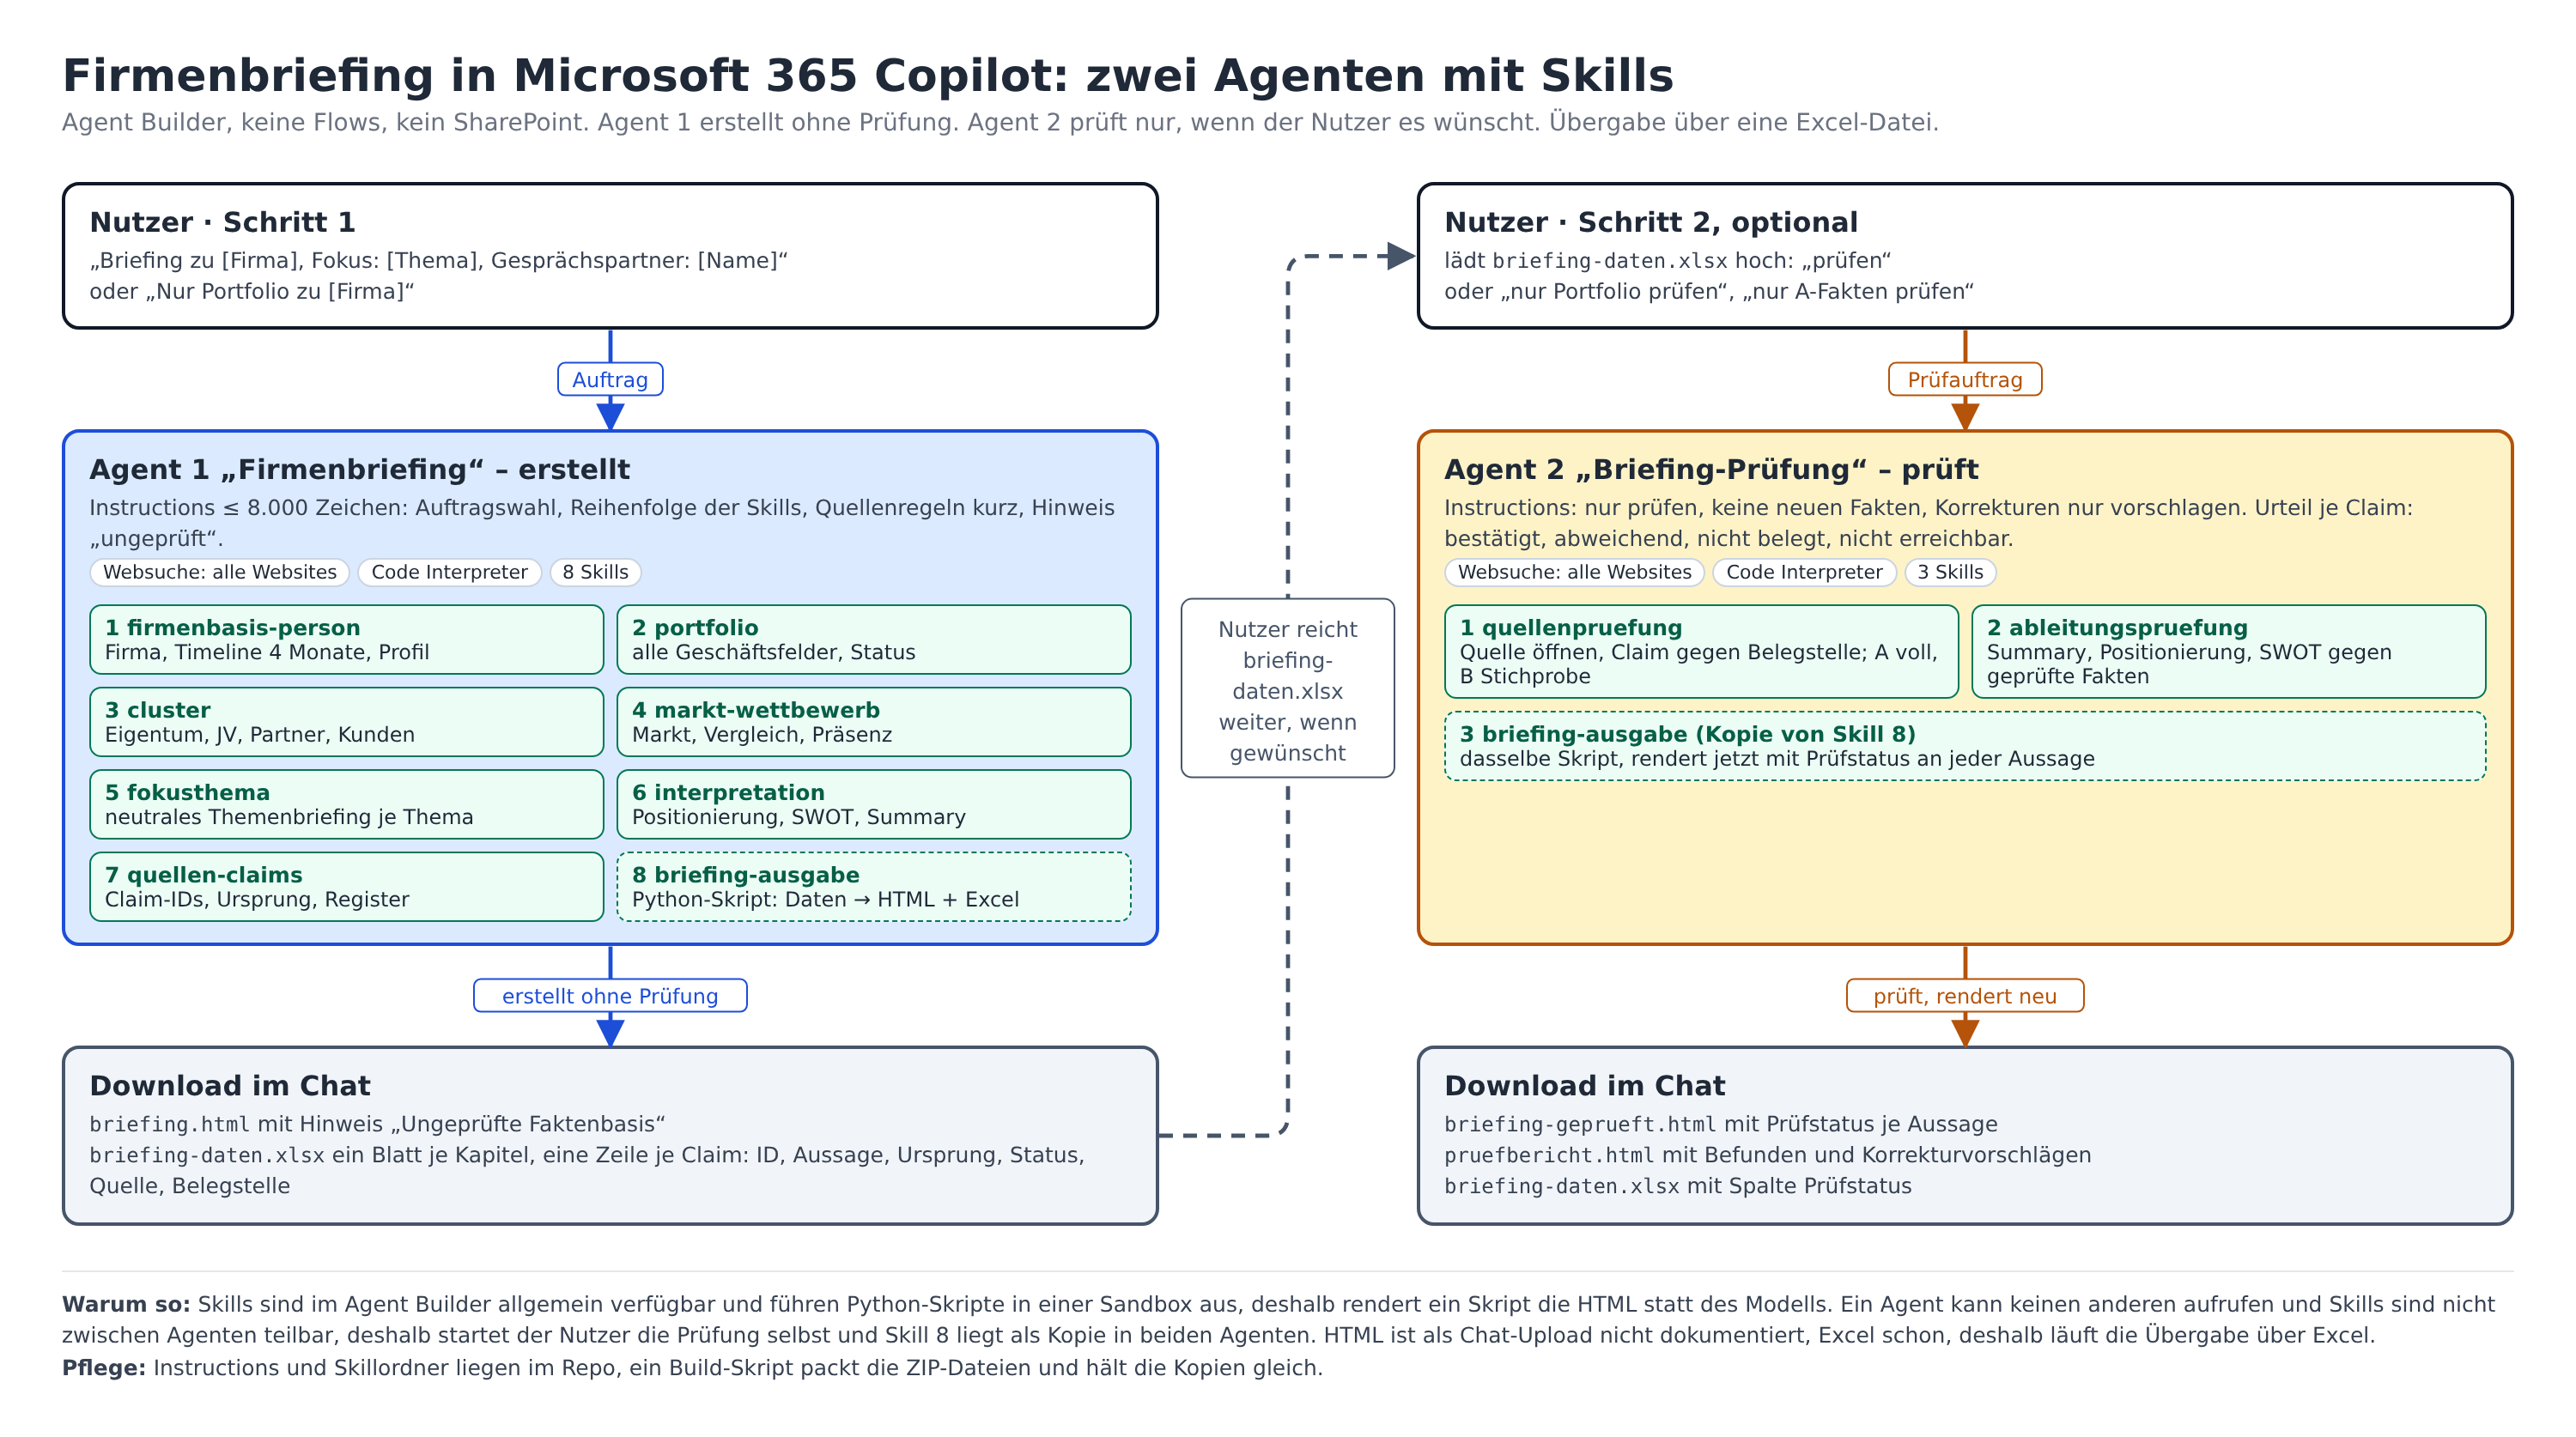 Firmenbriefing in Microsoft 365 Copilot: zwei Agenten mit Skills
Agent Builder, keine Flows, kein SharePoint. Agent 1 erstellt ohne Prüfung. Agent 2 prüft nur, wenn der Nutzer es wünscht. Übergabe über eine Excel-Datei.
Nutzer · Schritt 1
„Briefing zu [Firma], Fokus: [Thema], Gesprächspartner: [Name]“
oder „Nur Portfolio zu [Firma]“
Auftrag
Agent 1 „Firmenbriefing“ – erstellt
Instructions ≤ 8.000 Zeichen: Auftragswahl, Reihenfolge der Skills, Quellenregeln kurz, Hinweis
„ungeprüft“.
Websuche: alle Websites
Code Interpreter
8 Skills
1 firmenbasis-person
Firma, Timeline 4 Monate, Profil
2 portfolio
alle Geschäftsfelder, Status
3 cluster
Eigentum, JV, Partner, Kunden
4 markt-wettbewerb
Markt, Vergleich, Präsenz
5 fokusthema
neutrales Themenbriefing je Thema
6 interpretation
Positionierung, SWOT, Summary
7 quellen-claims
Claim-IDs, Ursprung, Register
8 briefing-ausgabe
Python-Skript: Daten → HTML + Excel
erstellt ohne Prüfung
Download im Chat
briefing.html mit Hinweis „Ungeprüfte Faktenbasis“
briefing-daten.xlsx ein Blatt je Kapitel, eine Zeile je Claim: ID, Aussage, Ursprung, Status,
Quelle, Belegstelle
Nutzer reicht
briefing-
daten.xlsx
weiter, wenn
gewünscht
Nutzer · Schritt 2, optional
lädt briefing-daten.xlsx hoch: „prüfen“
oder „nur Portfolio prüfen“, „nur A-Fakten prüfen“
Prüfauftrag
Agent 2 „Briefing-Prüfung“ – prüft
Instructions: nur prüfen, keine neuen Fakten, Korrekturen nur vorschlagen. Urteil je Claim:
bestätigt, abweichend, nicht belegt, nicht erreichbar.
Websuche: alle Websites
Code Interpreter
3 Skills
1 quellenpruefung
Quelle öffnen, Claim gegen Belegstelle; A voll,
B Stichprobe
2 ableitungspruefung
Summary, Positionierung, SWOT gegen
geprüfte Fakten
3 briefing-ausgabe (Kopie von Skill 8)
dasselbe Skript, rendert jetzt mit Prüfstatus an jeder Aussage
prüft, rendert neu
Download im Chat
briefing-geprueft.html mit Prüfstatus je Aussage
pruefbericht.html mit Befunden und Korrekturvorschlägen
briefing-daten.xlsx mit Spalte Prüfstatus
Warum so: Skills sind im Agent Builder allgemein verfügbar und führen Python-Skripte in einer Sandbox aus, deshalb rendert ein Skript die HTML statt des Modells. Ein Agent kann keinen anderen aufrufen und Skills sind nicht
zwischen Agenten teilbar, deshalb startet der Nutzer die Prüfung selbst und Skill 8 liegt als Kopie in beiden Agenten. HTML ist als Chat-Upload nicht dokumentiert, Excel schon, deshalb läuft die Übergabe über Excel.
Pflege: Instructions und Skillordner liegen im Repo, ein Build-Skript packt die ZIP-Dateien und hält die Kopien gleich.